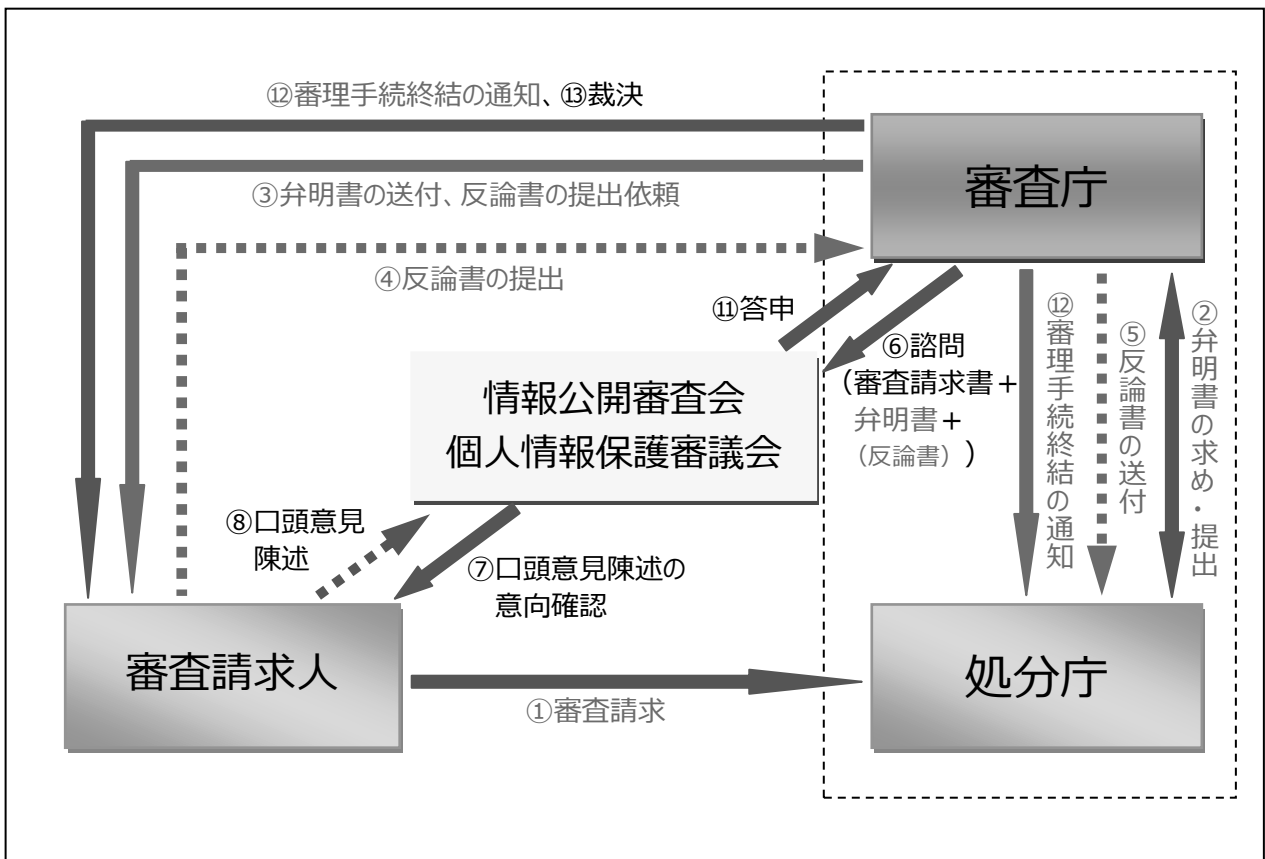 ⑫審理手続終結の通知、⑬裁決
審査庁
③弁明書の送付、反論書の提出依頼
④反論書の提出
⑪答申
⑥諮問
（審査請求書＋
弁明書＋
（反論書））
⑫審理手続終結の通知
⑤反論書の送付
②弁明書の求め・提出
情報公開審査会
個人情報保護審議会
⑧口頭意見
陳述
⑦口頭意見陳述の
意向確認
審査請求人
①審査請求
処分庁